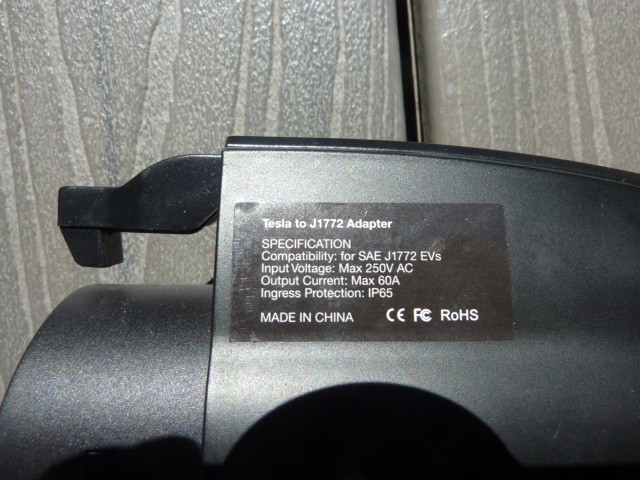 Tesla to J1772 Adapter
SPECIFICATION
Compatibility: for SAE J1772 EVs
Input Voltage: Max 250V AC
Output Current: Max 60A
Ingress Protection: IP65
MADE IN CHINA CE FC RoHS